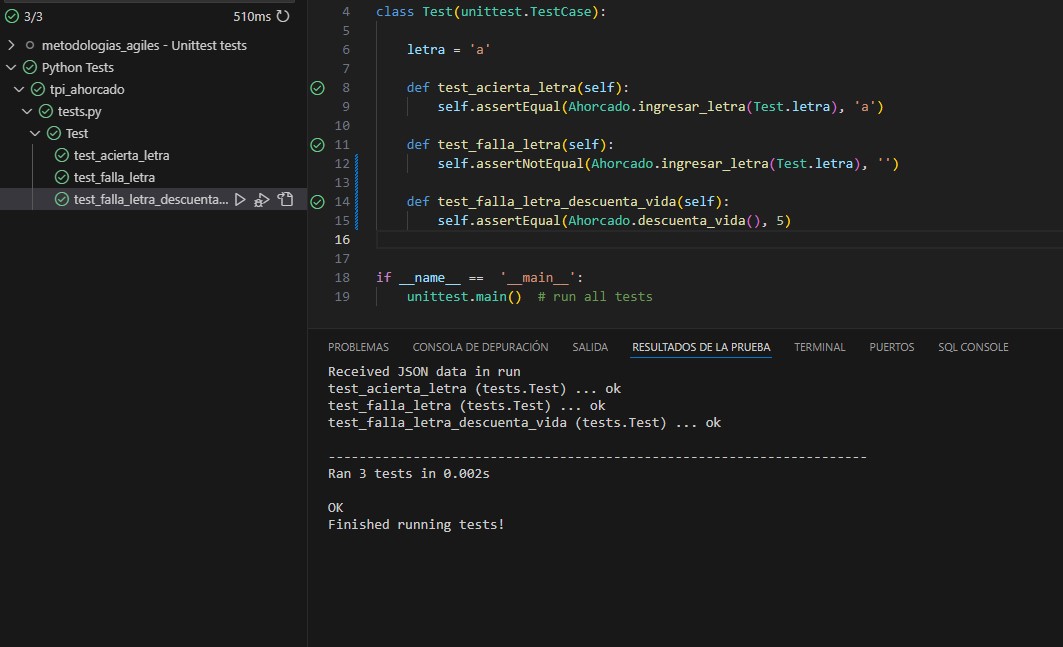 3/3 510ms
metodologias_agiles - Unittest tests
Python Tests
tpi_ahorcado
tests.py
Test
test_acierta_letra
test_falla_letra
test_falla_letra_descuenta...
4 class Test(unittest.TestCase):
5
6 letra = 'a'
7
8 def test_acierta_letra(self):
9 self.assertEqual(Ahorcado.ingresar_letra(Test.letra), 'a')
10
11 def test_falla_letra(self):
12 self.assertNotEqual(Ahorcado.ingresar_letra(Test.letra), '')
13
14 def test_falla_letra_descuenta_vida(self):
15 self.assertEqual(Ahorcado.descuenta_vida(), 5)
16
17
18 if __name__ == '__main__':
19 unittest.main() # run all tests
PROBLEMAS CONSOLA DE DEPURACIÓN SALIDA RESULTADOS DE LA PRUEBA TERMINAL PUERTOS SQL CONSOLE
Received JSON data in run
test_acierta_letra (tests.Test) ... ok
test_falla_letra (tests.Test) ... ok
test_falla_letra_descuenta_vida (tests.Test) ... ok
----------------------------------------------------------------------
Ran 3 tests in 0.002s
OK
Finished running tests!